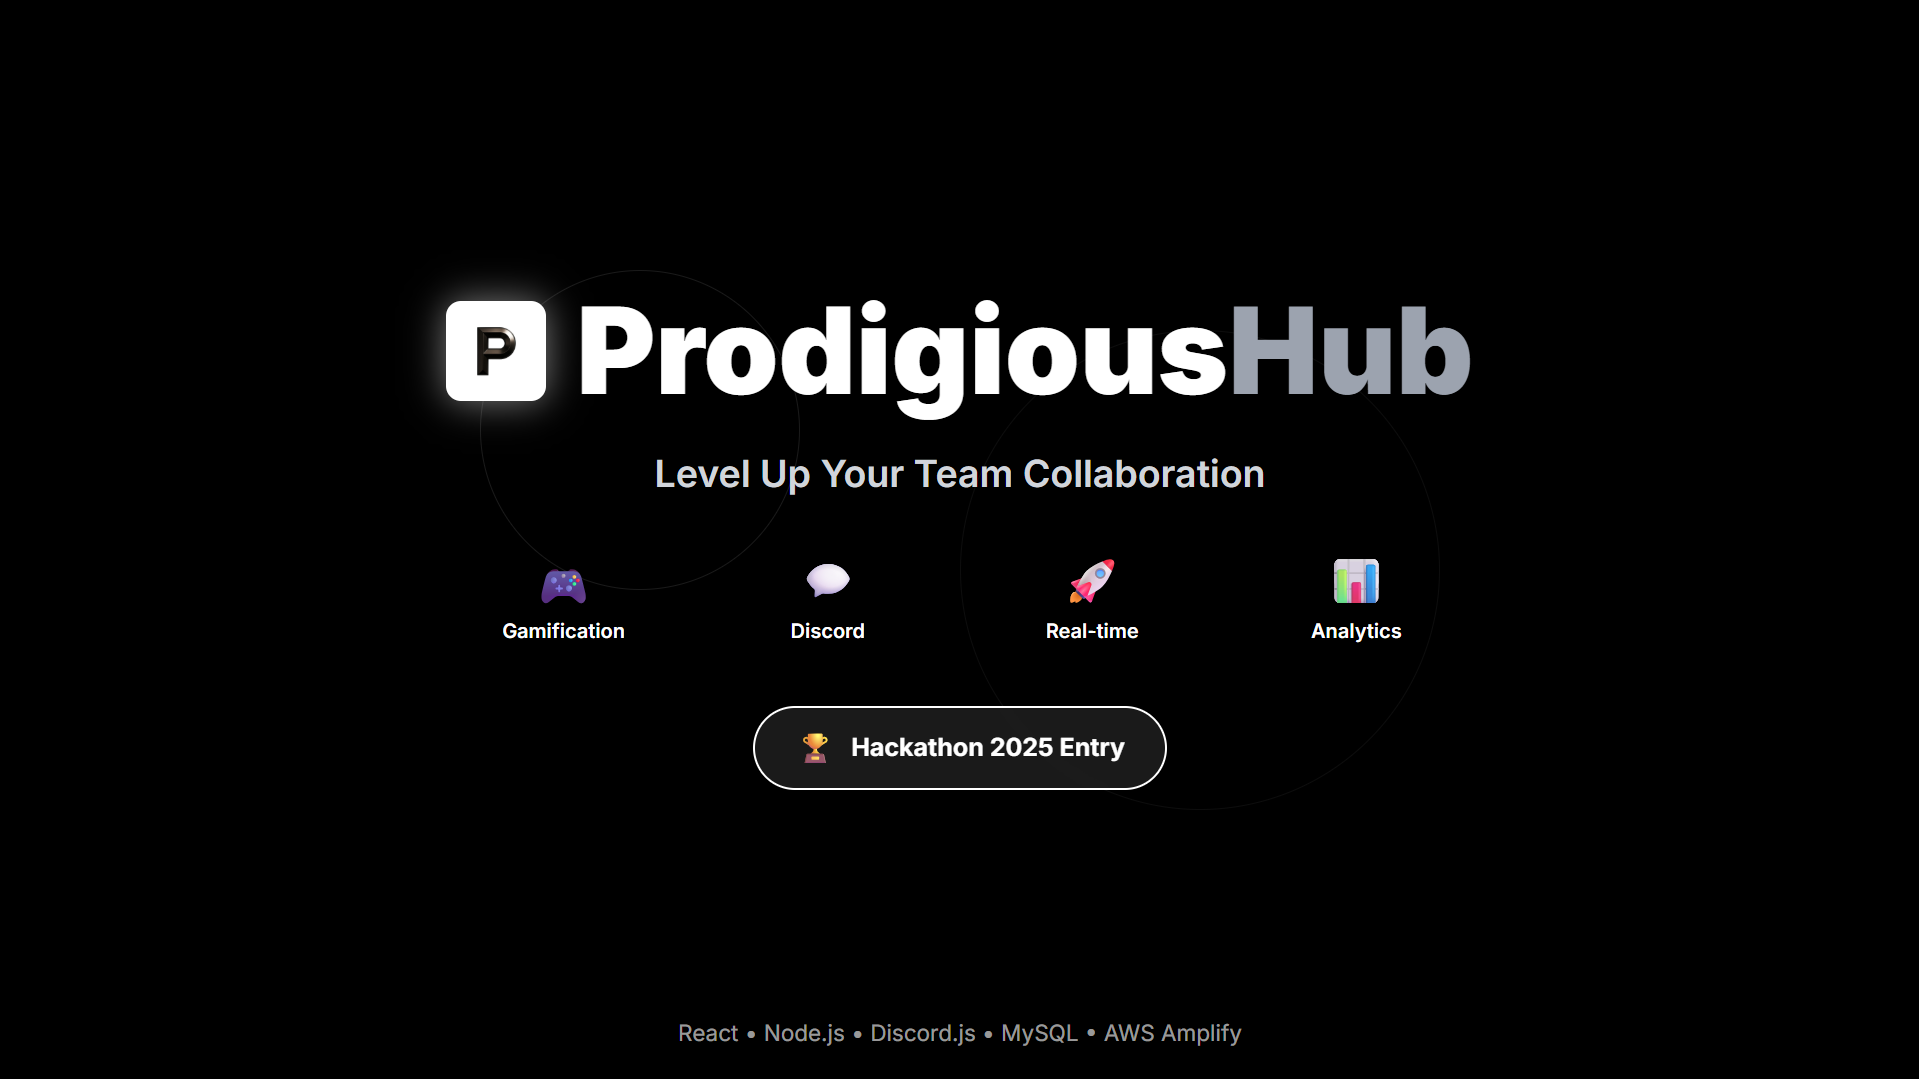 P ProdigiousHub
Level Up Your Team Collaboration
Gamification Discord Real-time Analytics
Hackathon 2025 Entry
React • Node.js • Discord.js • MySQL • AWS Amplify